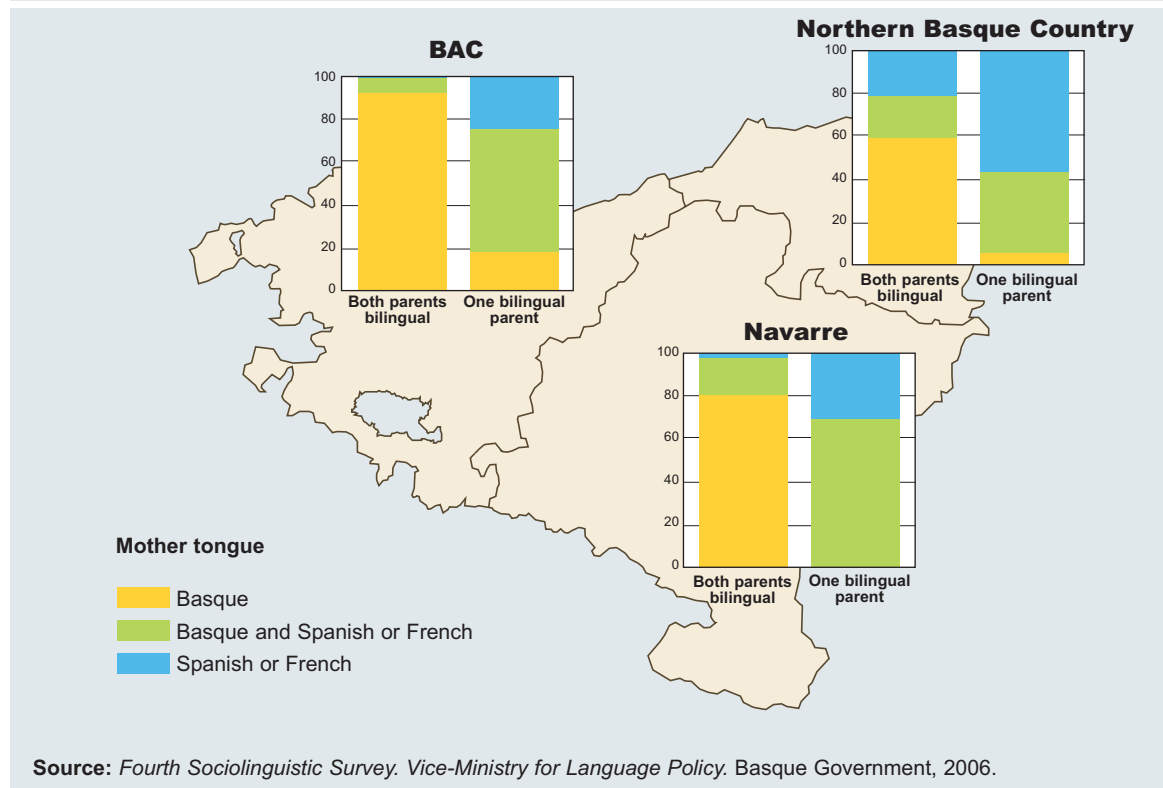 BAC
100
80
60
40
20
0
Both parents
bilingual
One bilingual
parent
Northern Basque Country
100
80
60
40
20
0
Both parents
bilingual
One bilingual
parent
Navarre
100
80
60
40
20
0
Both parents
bilingual
One bilingual
parent
Mother tongue
Basque
Basque and Spanish or French
Spanish or French
Source: Fourth Sociolinguistic Survey. Vice-Ministry for Language Policy. Basque Government, 2006.